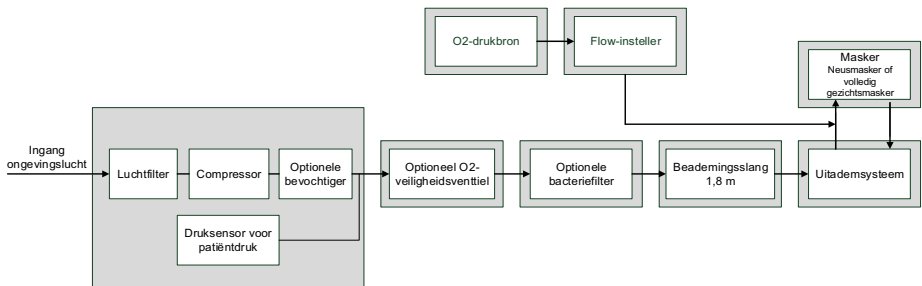 O2-drukbron
Flow-insteller
Masker
Neusmasker of
volledig
gezichtsmasker
Ingang
ongevingslucht
Luchtfilter
Compressor
Optionele
bevochtiger
Optioneel O2-
veiligheidsventtiel
Optionele
bacteriefilter
Beademingsslang
1,8 m
Uitademsysteem
Druksensor voor
patiëntdruk